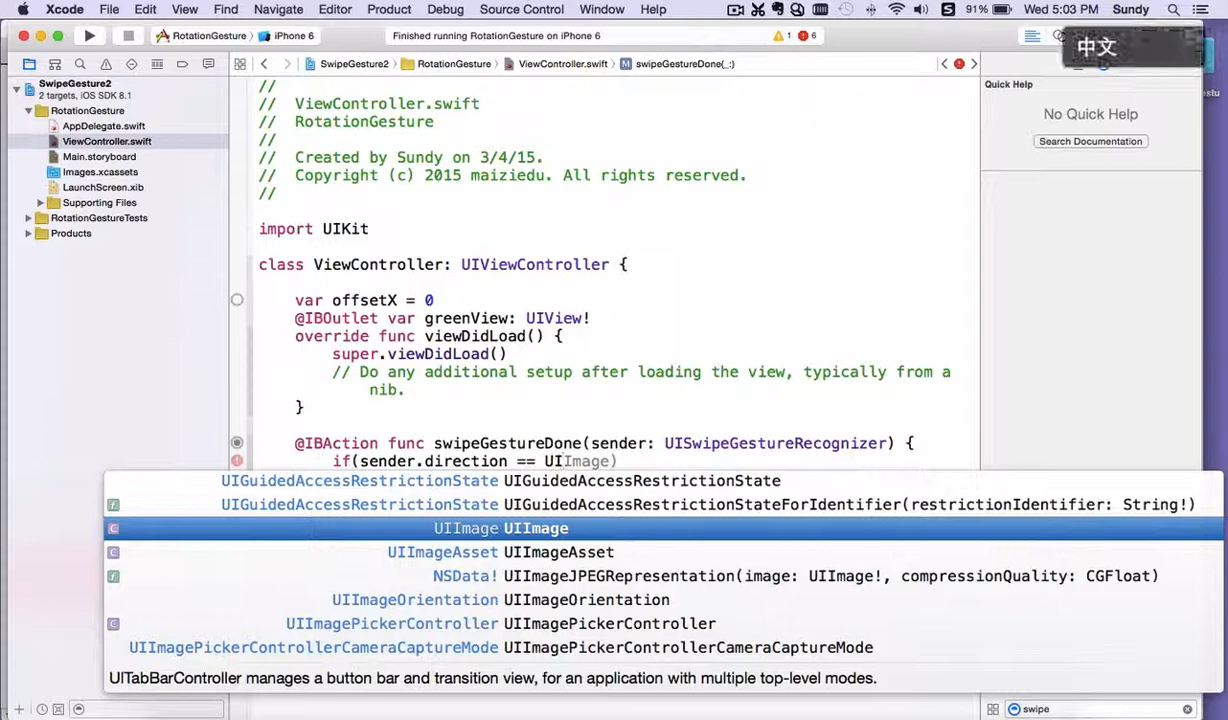 Xcode File Edit View Find Navigate Editor Product Debug Source Control Window Help 91% Wed 5:03 PM Sundy
RotationGesture iPhone 6 Finished running RotationGesture on iPhone 6 1 6
中文
SwipeGesture2 RotationGesture ViewController.swift swipeGestureDone(_:)
SwipeGesture2
2 targets, iOS SDK 8.1
RotationGesture
AppDelegate.swift
ViewController.swift
Main.storyboard
Images.xcassets
LaunchScreen.xib
Supporting Files
RotationGestureTests
Products
//
// ViewController.swift
// RotationGesture
//
// Created by Sundy on 3/4/15.
// Copyright (c) 2015 maiziedu. All rights reserved.
//
import UIKit
class ViewController: UIViewController {
var offsetX = 0
@IBOutlet var greenView: UIView!
override func viewDidLoad() {
super.viewDidLoad()
// Do any additional setup after loading the view, typically from a
nib.
}
@IBAction func swipeGestureDone(sender: UISwipeGestureRecognizer) {
if(sender.direction == UIImage)
UIGuidedAccessRestrictionState UIGuidedAccessRestrictionState
f UIGuidedAccessRestrictionState UIGuidedAccessRestrictionStateForIdentifier(restrictionIdentifier: String!)
C UIImage UIImage
C UIImageAsset UIImageAsset
f NSData! UIImageJPEGRepresentation(image: UIImage!, compressionQuality: CGFloat)
UIImageOrientation UIImageOrientation
C UIImagePickerController UIImagePickerController
UIImagePickerControllerCameraCaptureMode UIImagePickerControllerCameraCaptureMode
UITabBarController manages a button bar and transition view, for an application with multiple top-level modes.
Quick Help
No Quick Help
Search Documentation
swipe